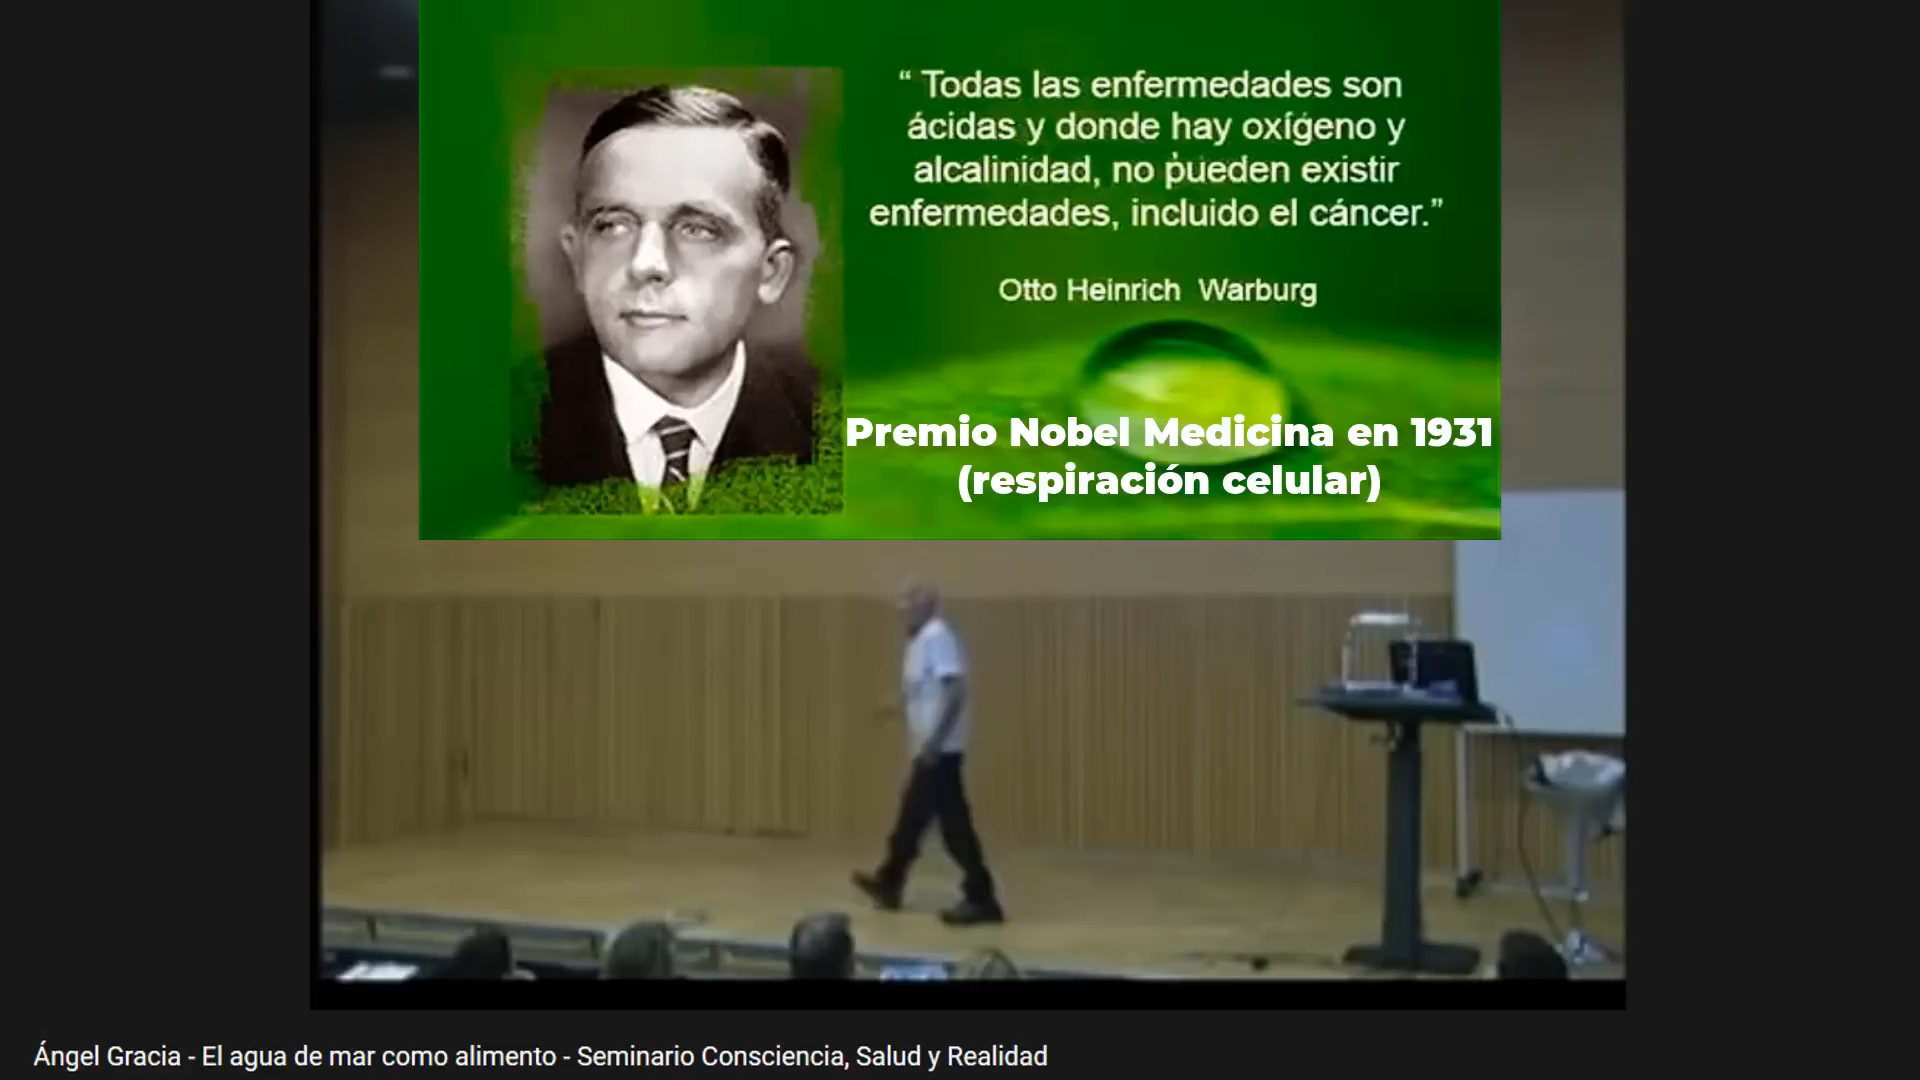 “ Todas las enfermedades son
ácidas y donde hay oxígeno y
alcalinidad, no pueden existir
enfermedades, incluido el cáncer.”
Otto Heinrich Warburg
Premio Nobel Medicina en 1931
(respiración celular)
Ángel Gracia - El agua de mar como alimento - Seminario Consciencia, Salud y Realidad